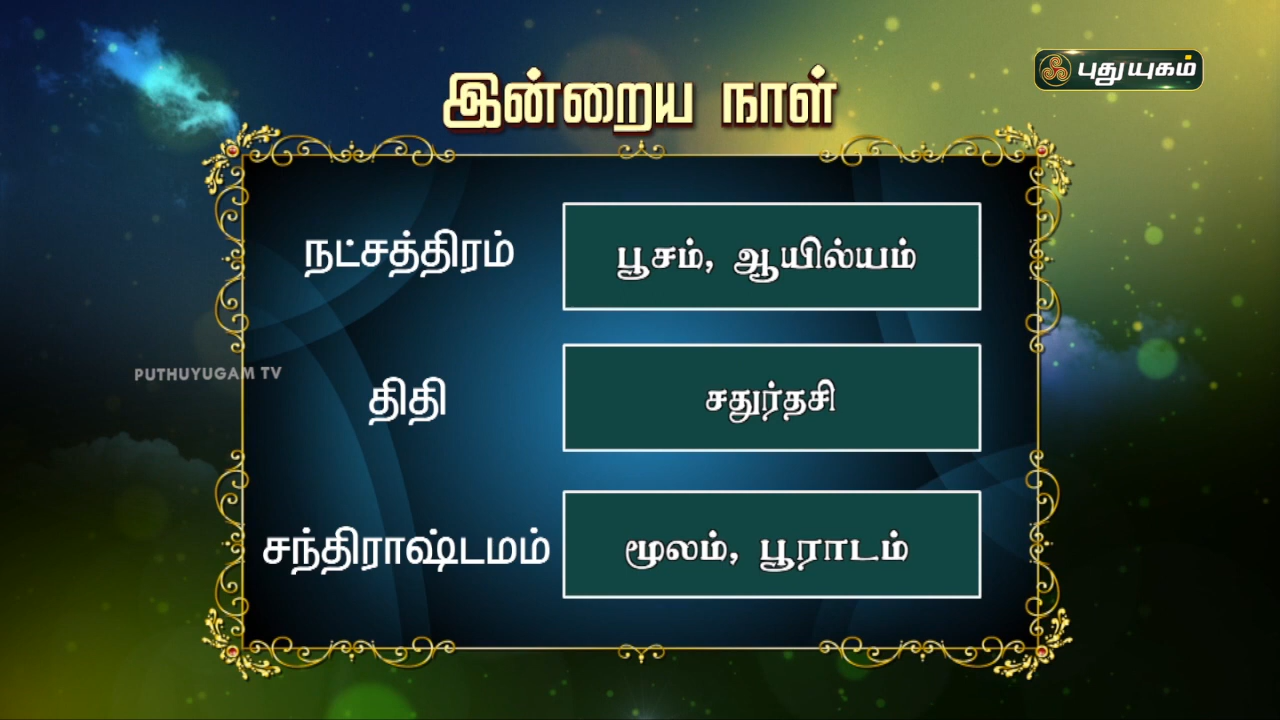 இன்றைய நாள்
புதுயுகம்
நட்சத்திரம்
பூசம், ஆயில்யம்
PUTHUYUGAM TV
திதி
சதுர்தசி
சந்திராஷ்டமம்
மூலம், பூராடம்